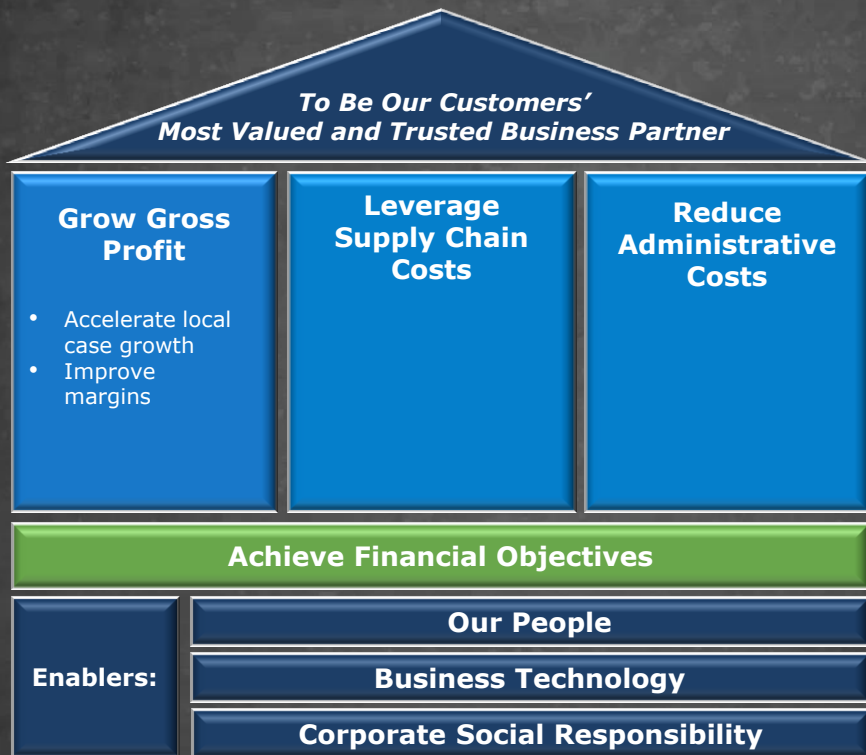 To Be Our Customers’
Most Valued and Trusted Business Partner
Grow Gross
Profit
• Accelerate local
case growth
• Improve
margins
Leverage
Supply Chain
Costs
Reduce
Administrative
Costs
Achieve Financial Objectives
Enablers:
Our People
Business Technology
Corporate Social Responsibility